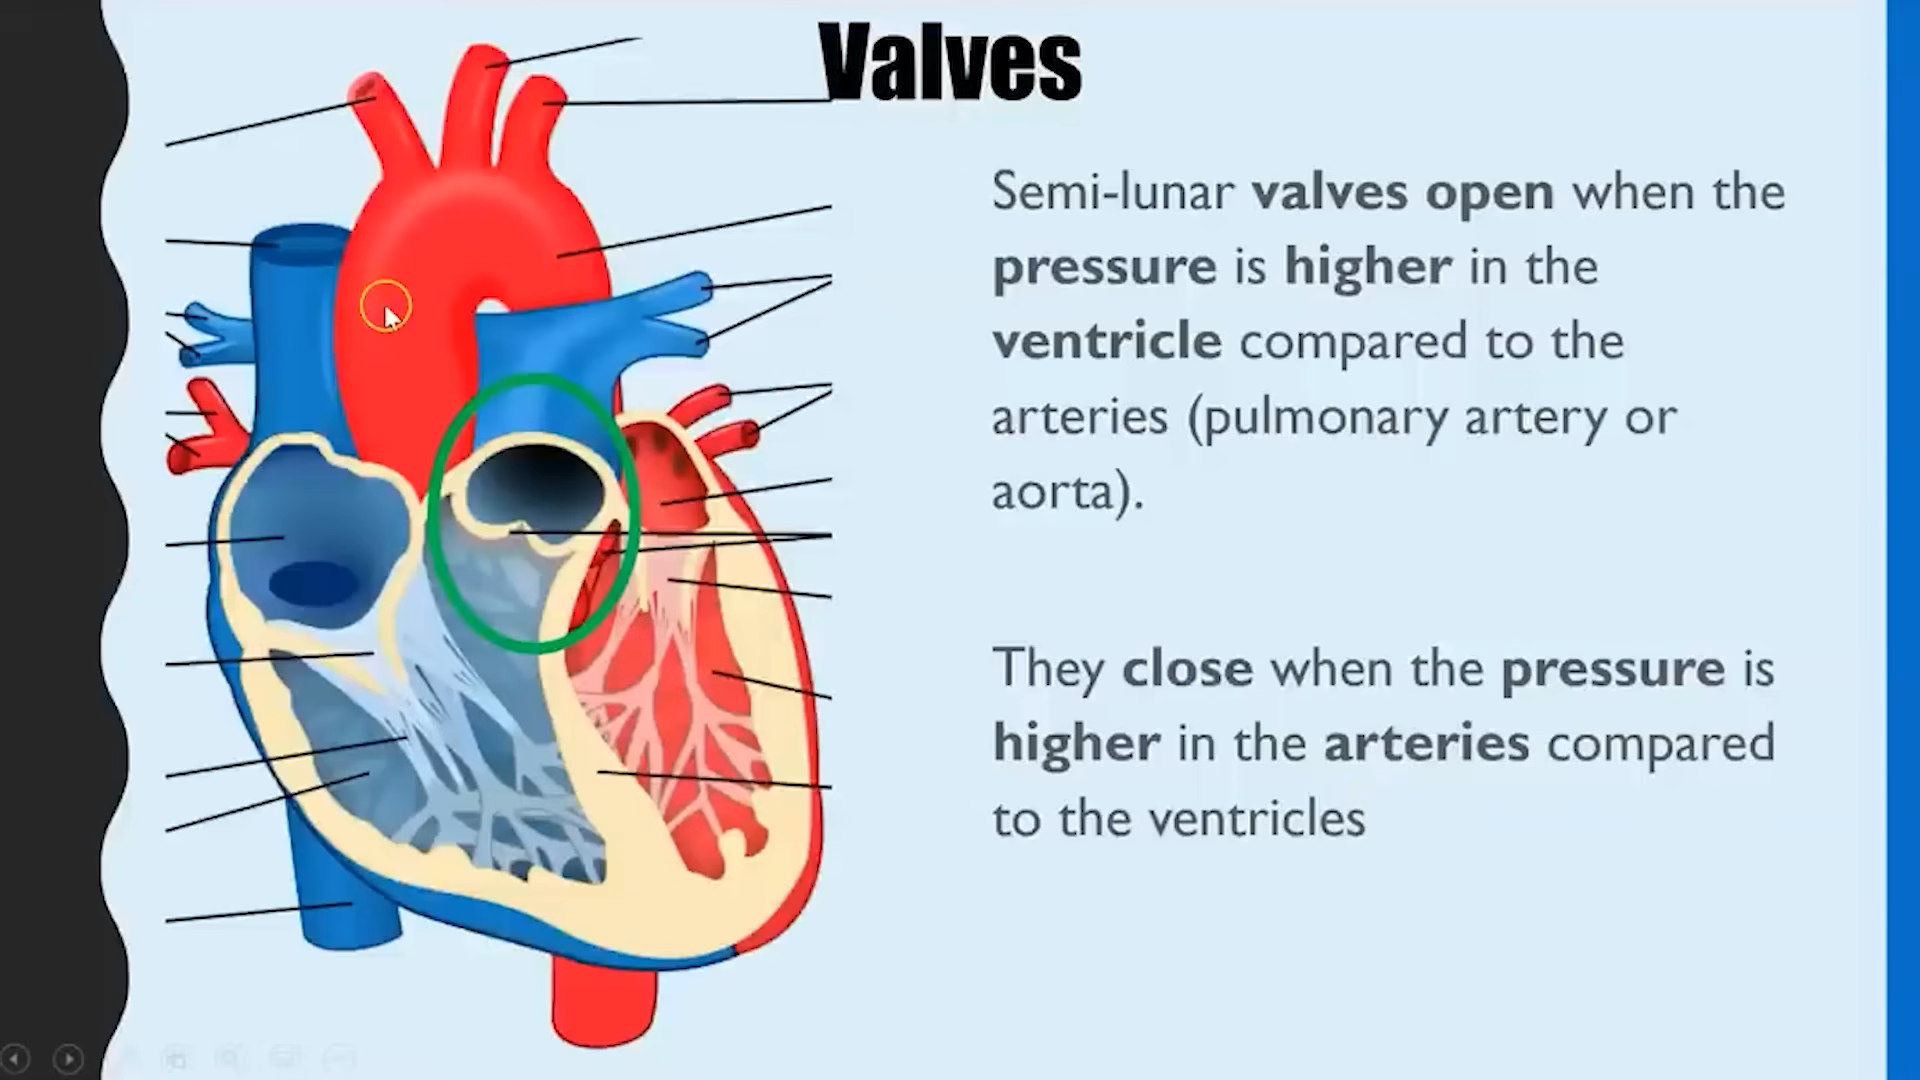 Valves
Semi-lunar valves open when the
pressure is higher in the
ventricle compared to the
arteries (pulmonary artery or
aorta).
They close when the pressure is
higher in the arteries compared
to the ventricles